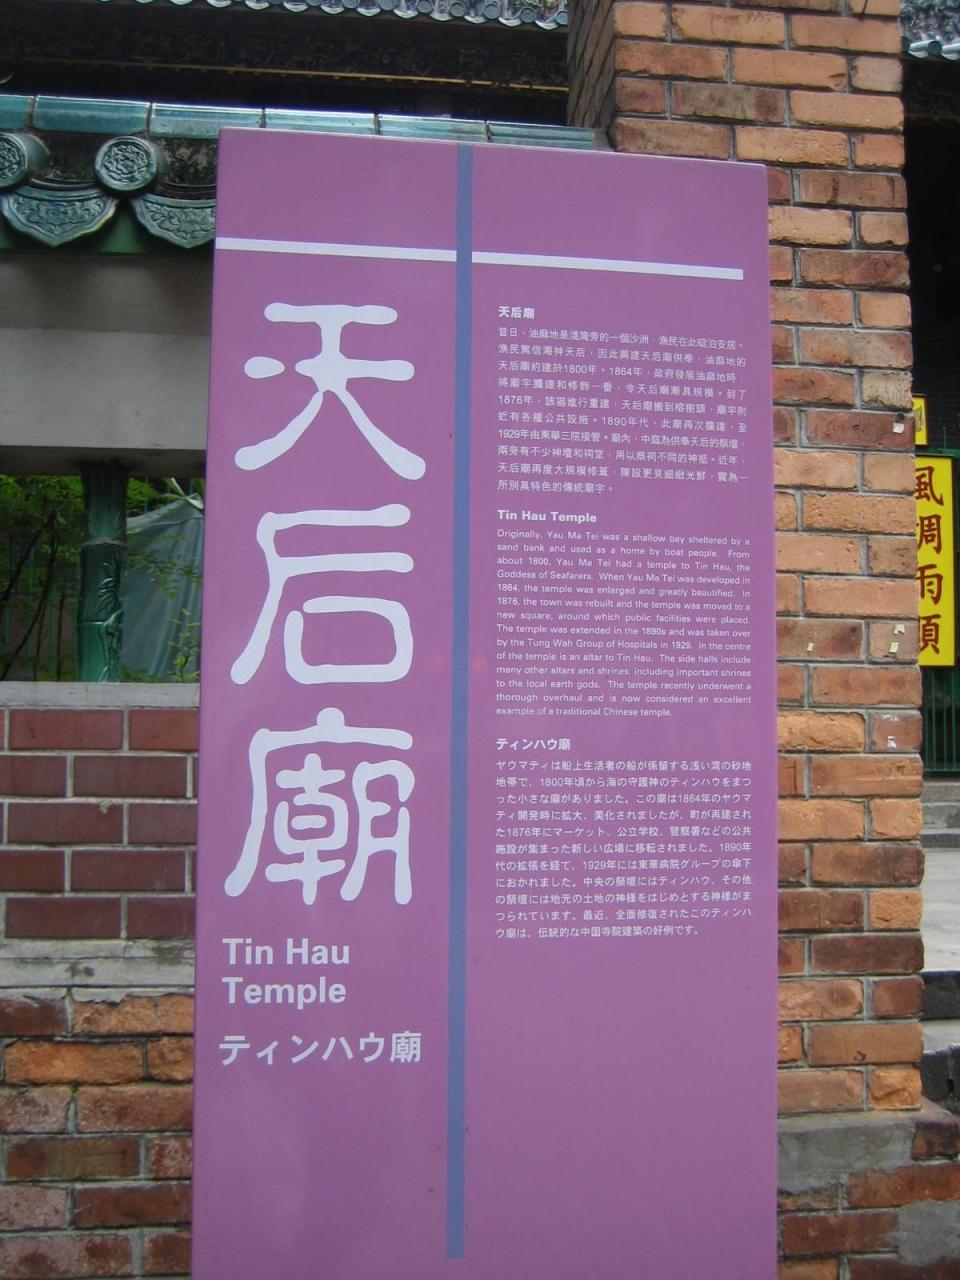 天后廟
Tin Hau
Temple
ティンハウ廟
天后廟
昔日，油麻地是淺灣旁的一個沙洲，漁民在此碇泊安居。
漁民篤信海神天后，因此興建天后廟供奉，油麻地的
天后廟約建於1800年。1864年，政府發展油麻地時，
將廟宇擴建和修飾一番，令天后廟漸具規模。到了
1876年，該區進行重建，天后廟搬到榕樹頭，廟宇附
近有各種公共設施。1890年代，此廟再次擴建，至
1929年由東華三院接管。廟內，中庭為供奉天后的祭壇，
兩旁有不少神壇和祠堂，用以祭祠不同的神祗。近年，
天后廟再度大規模修葺，陳設更見細緻光鮮，實為一
所別具特色的傳統廟宇。
Tin Hau Temple
Originally, Yau Ma Tei was a shallow bay sheltered by a
sand bank and used as a home by boat people. From
about 1800, Yau Ma Tei had a temple to Tin Hau, the
Goddess of Seafarers. When Yau Ma Tei was developed in
1864, the temple was enlarged and greatly beautified. In
1876, the town was rebuilt and the temple was moved to a
new square, around which public facilities were placed.
The temple was extended in the 1890s and was taken over
by the Tung Wah Group of Hospitals in 1929. In the centre
of the temple is an altar to Tin Hau. The side halls include
many other altars and shrines, including important shrines
to the local earth gods. The temple recently underwent a
thorough overhaul and is now considered an excellent
example of a traditional Chinese temple.
ティンハウ廟
ヤウマティは船上生活者の船が係留する浅い湾の砂地
地帯で、1800年頃から海の守護神のティンハウをまつ
った小さな廟がありました。この廟は1864年のヤウマ
ティ開発時に拡大、美化されましたが、町が再建され
た1876年にマーケット、公立学校、警察署などの公共
施設が集まった新しい広場に移転されました。1890年
代の拡張を経て、1929年には東華病院グループの傘下
におかれました。中央の祭壇にはティンハウ、その他
の祭壇には地元の土地の神様をはじめとする神様がま
つられています。最近、全面修復されたこのティンハ
ウ廟は、伝統的な中国寺院建築の好例です。
風調雨順